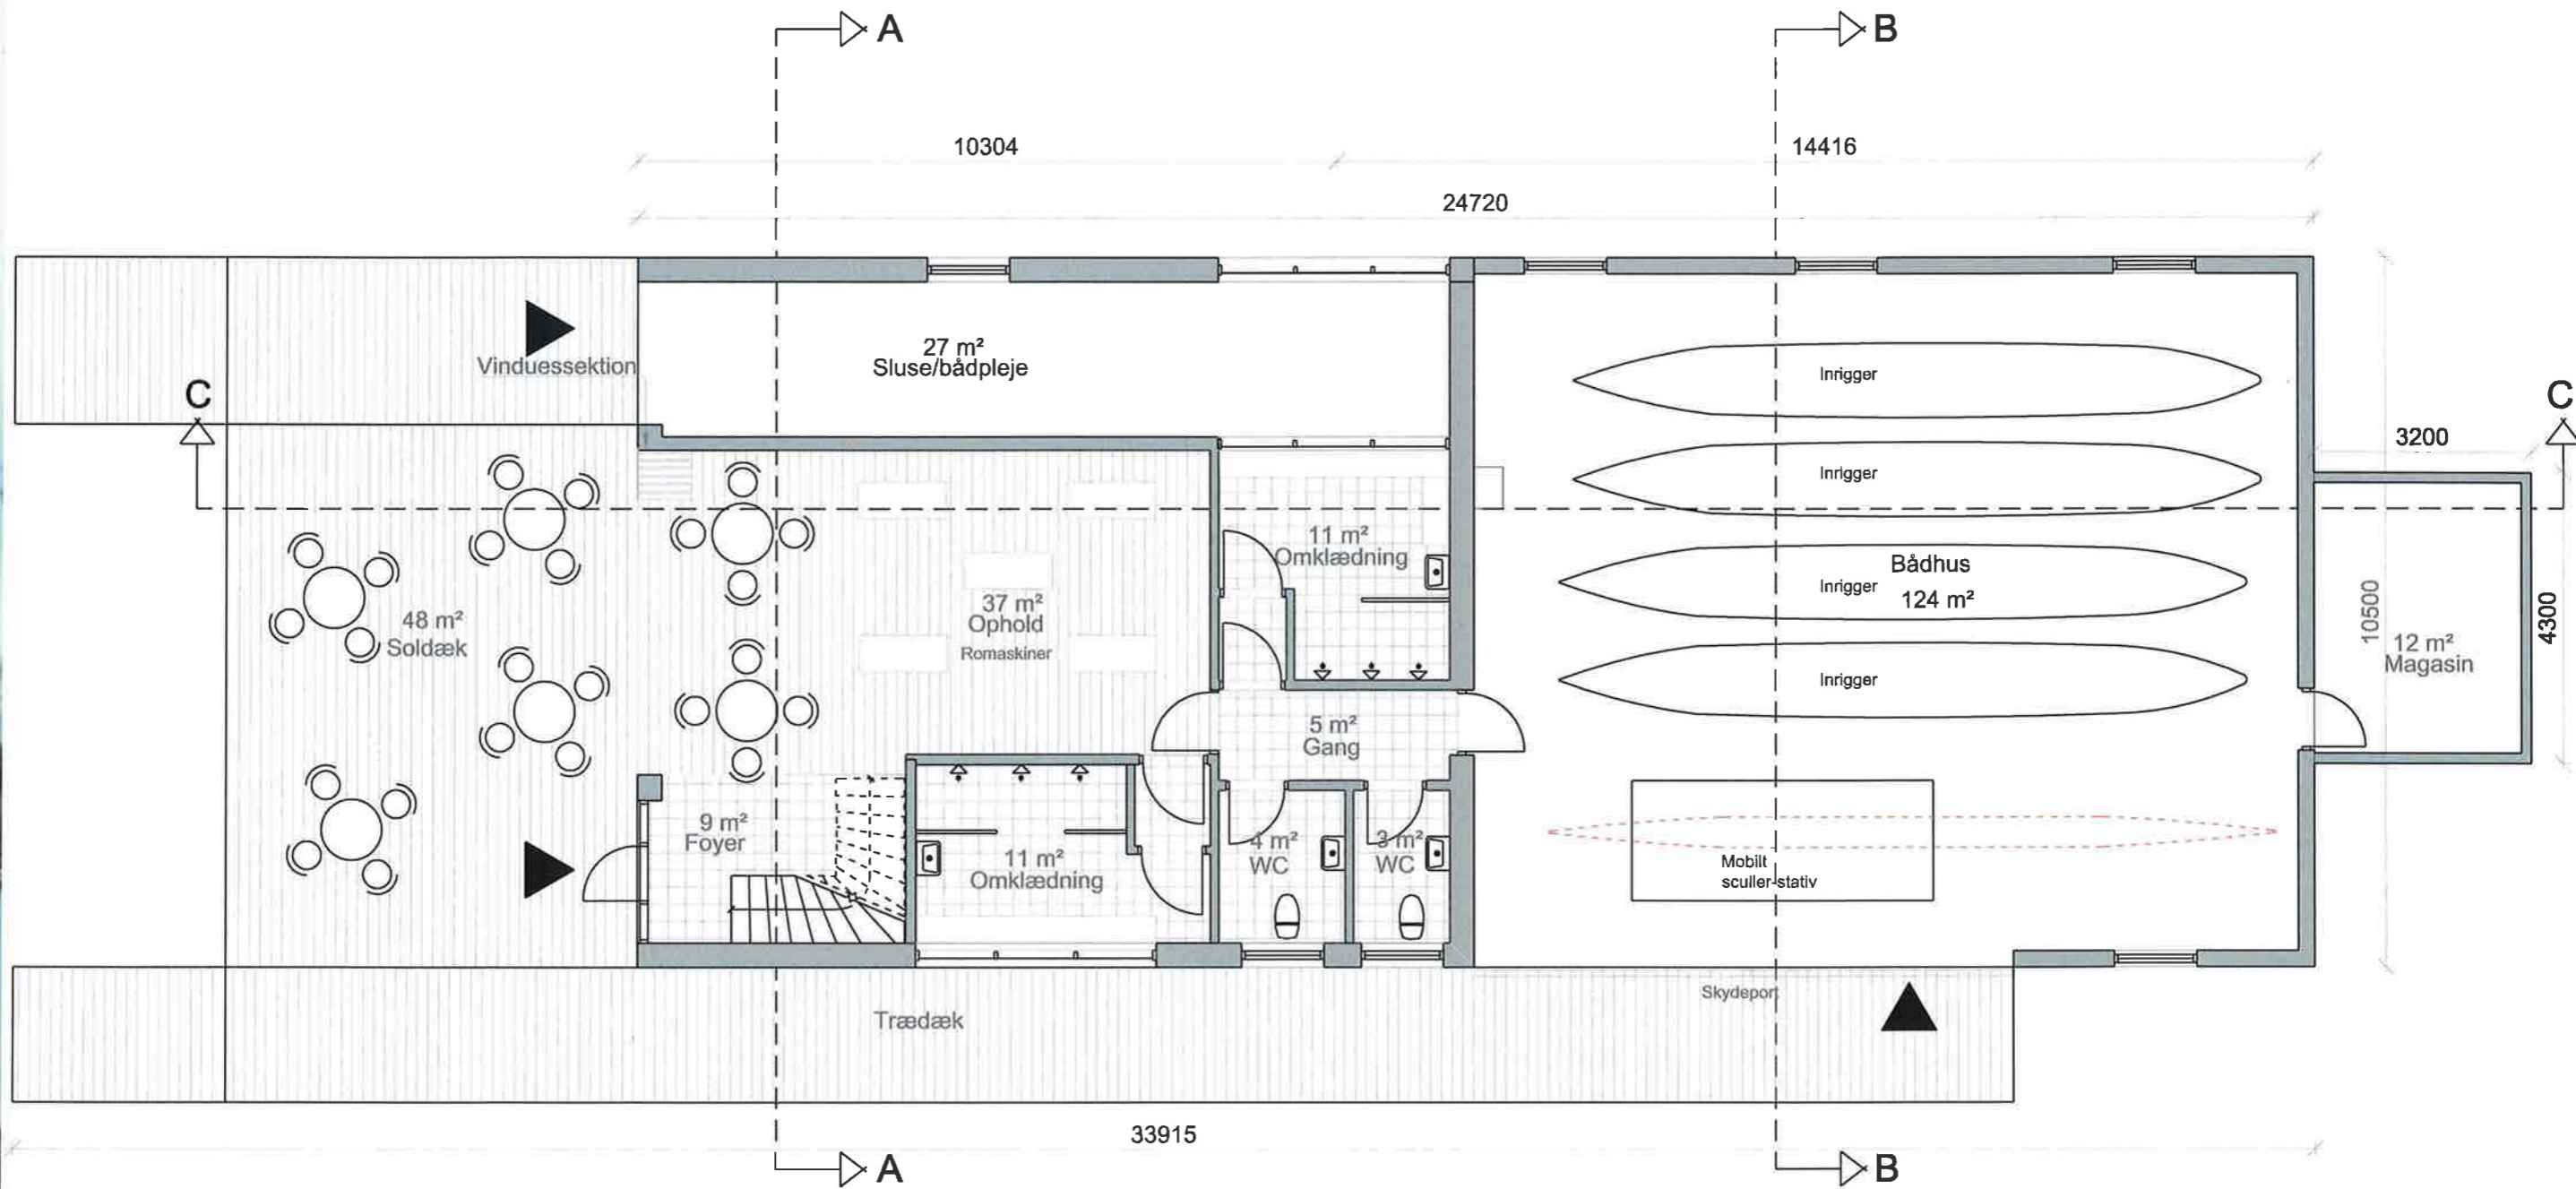 A
B
10304
14416
24720
Vinduessektion
27 m²
Sluse/bådpleje
Inrigger
C
C
3200
Inrigger
11 m²
Omklædning
Bådhus
Inrigger
124 m²
37 m²
Ophold
Romaskiner
48 m²
Soldæk
10500
4300
12 m²
Magasin
Inrigger
5 m²
Gang
9 m²
Foyer
11 m²
Omklædning
4 m²
WC
3 m²
WC
Mobilt
sculler-stativ
Skydeport
Trædæk
33915
A
B